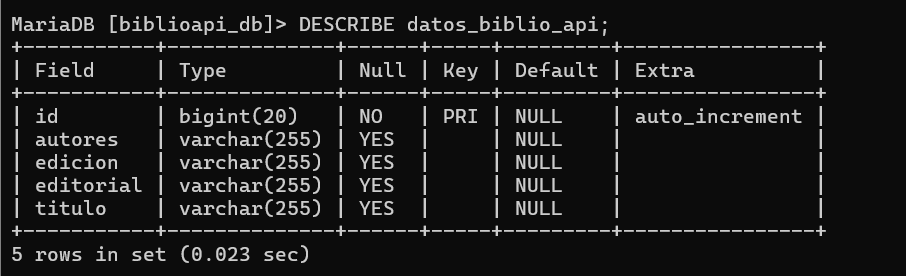 MariaDB [biblioapi_db]> DESCRIBE datos_biblio_api;
+-----------+--------------+------+-----+---------+----------------+
| Field     | Type         | Null | Key | Default | Extra          |
+-----------+--------------+------+-----+---------+----------------+
| id        | bigint(20)   | NO   | PRI | NULL    | auto_increment |
| autores   | varchar(255) | YES  |     | NULL    |                |
| edicion   | varchar(255) | YES  |     | NULL    |                |
| editorial | varchar(255) | YES  |     | NULL    |                |
| titulo    | varchar(255) | YES  |     | NULL    |                |
+-----------+--------------+------+-----+---------+----------------+
5 rows in set (0.023 sec)